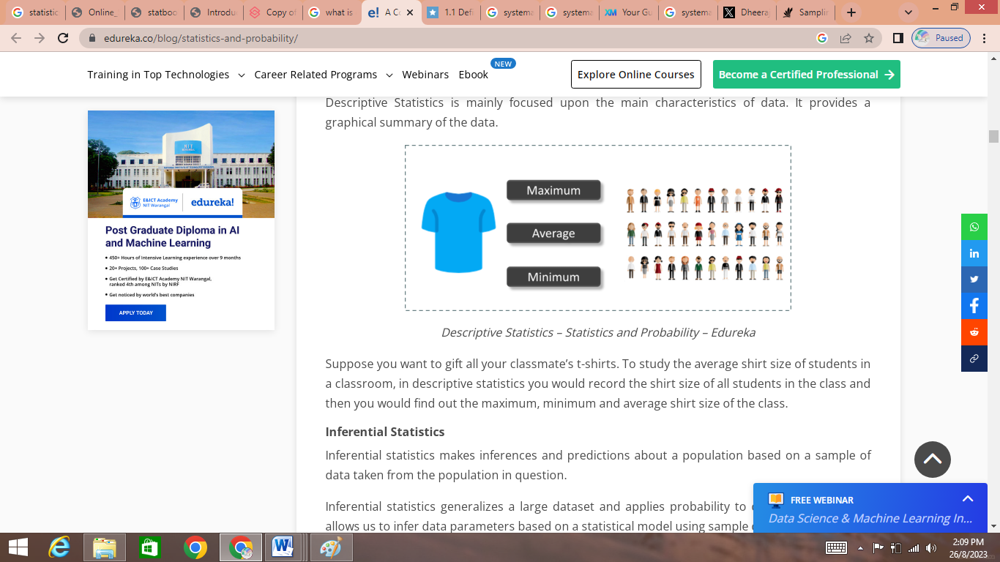 statistic
Online_
statboo
Introdu
Copy of
what is
A Co
1.1 Defi
systema
systema
Your Gu
systema
Dheeraj
Samplin
edureka.co/blog/statistics-and-probability/
Paused
Training in Top Technologies
Career Related Programs
Webinars
Ebook
NEW
Explore Online Courses
Become a Certified Professional
NIT
E&ICT Academy
NIT Warangal
edureka!
Post Graduate Diploma in AI
and Machine Learning
• 450+ Hours of Intensive Learning experience over 9 months
• 20+ Projects, 100+ Case Studies
• Get Certified by E&ICT Academy NIT Warangal,
ranked 4th among NITs by NIRF
• Get noticed by world's best companies
APPLY TODAY
Descriptive Statistics is mainly focused upon the main characteristics of data. It provides a
graphical summary of the data.
Maximum
Average
Minimum
Descriptive Statistics – Statistics and Probability – Edureka
Suppose you want to gift all your classmate's t-shirts. To study the average shirt size of students in
a classroom, in descriptive statistics you would record the shirt size of all students in the class and
then you would find out the maximum, minimum and average shirt size of the class.
Inferential Statistics
Inferential statistics makes inferences and predictions about a population based on a sample of
data taken from the population in question.
Inferential statistics generalizes a large dataset and applies probability to
allows us to infer data parameters based on a statistical model using sample
FREE WEBINAR
Data Science & Machine Learning In...
2:09 PM
26/8/2023